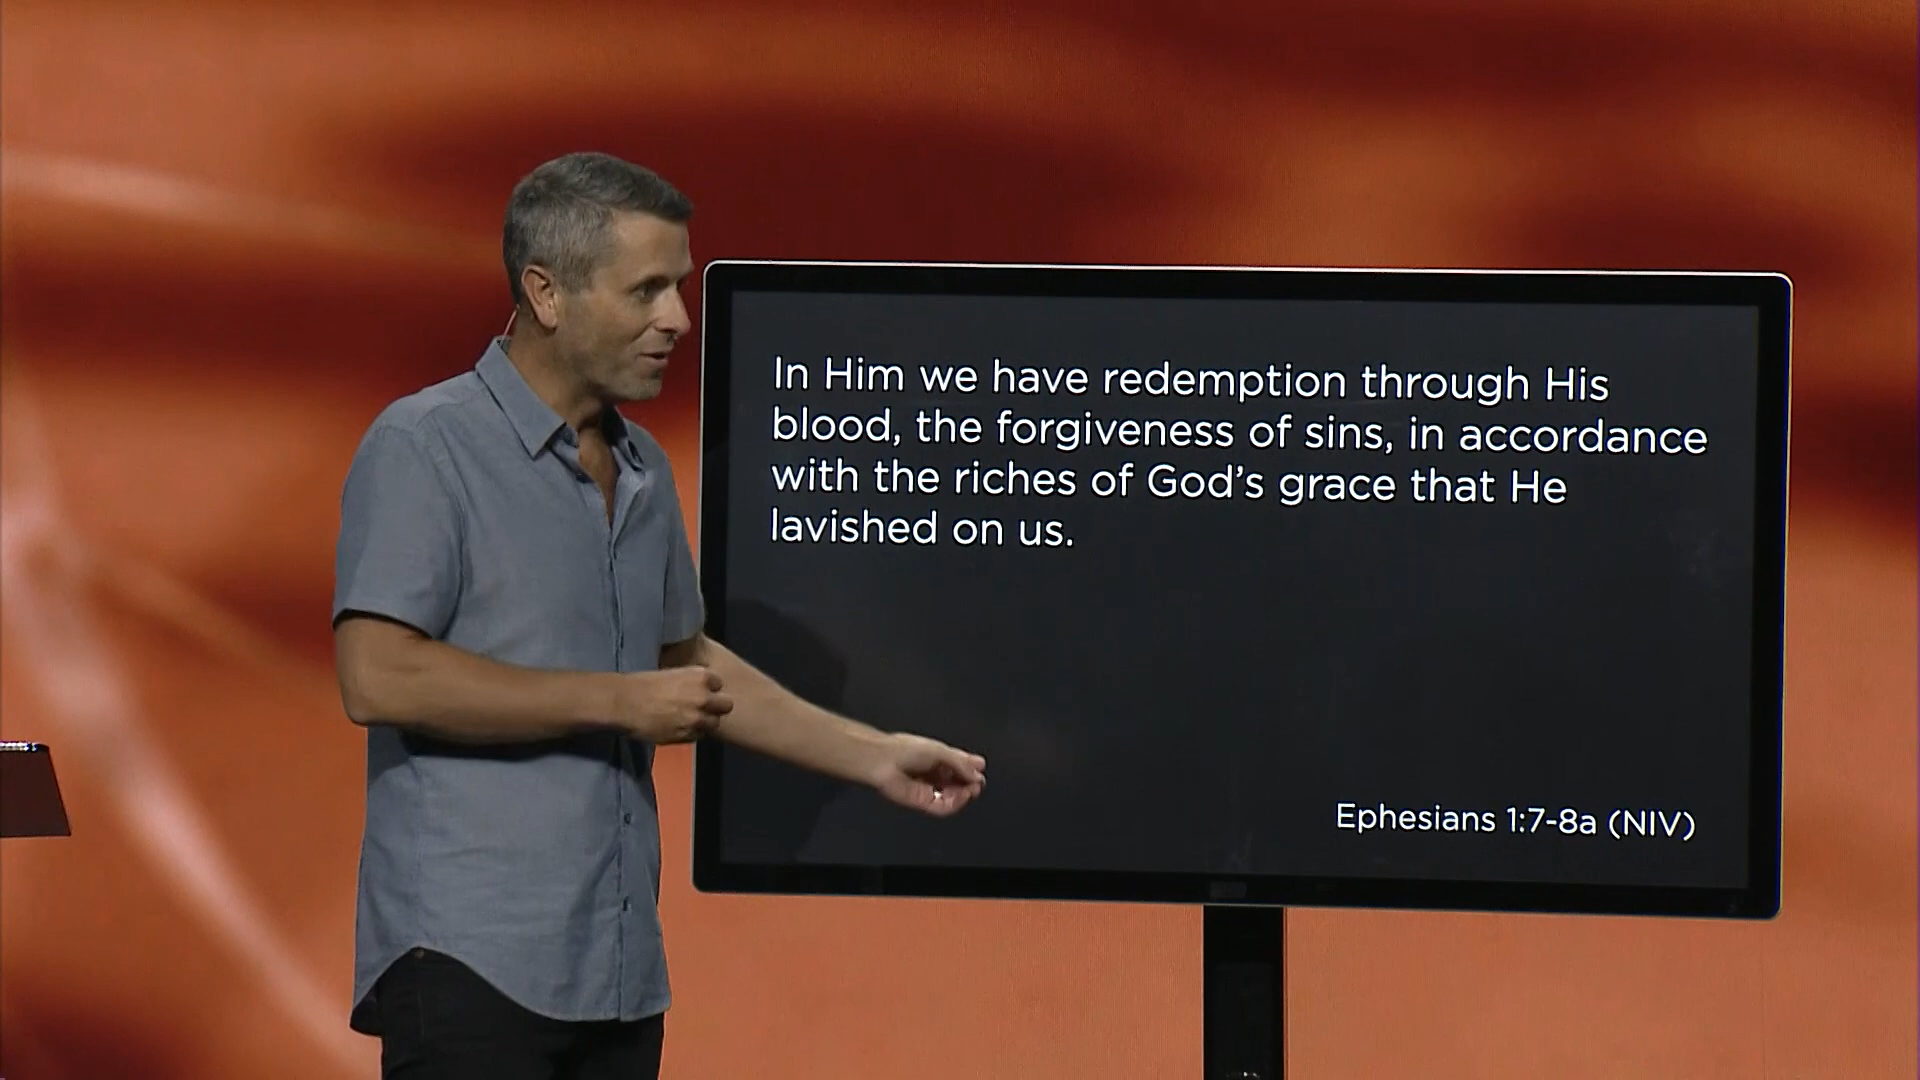 In Him we have redemption through His
blood, the forgiveness of sins, in accordance
with the riches of God’s grace that He
lavished on us.
Ephesians 1:7-8a (NIV)